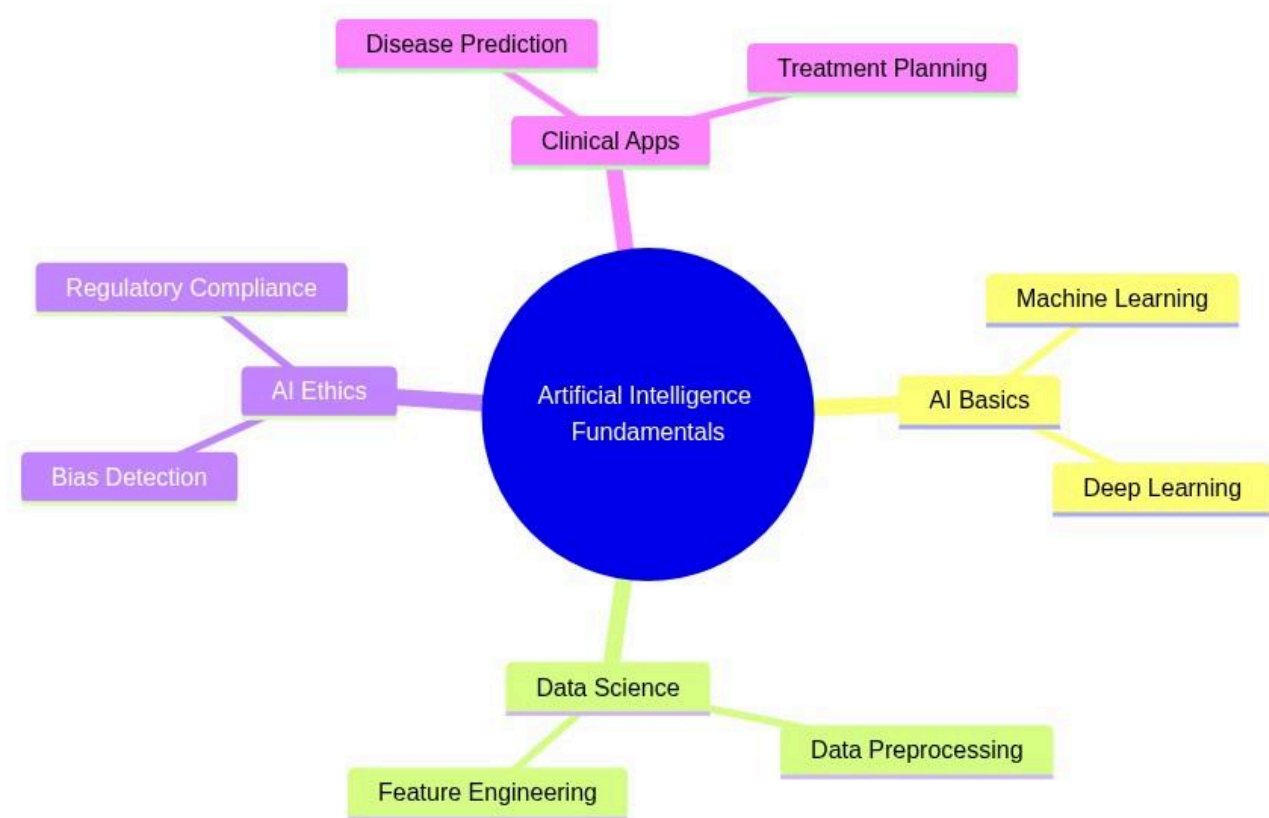 Disease Prediction
Treatment Planning
Clinical Apps
Regulatory Compliance
Machine Learning
AI Ethics
Artificial Intelligence
Fundamentals
AI Basics
Bias Detection
Deep Learning
Data Science
Data Preprocessing
Feature Engineering